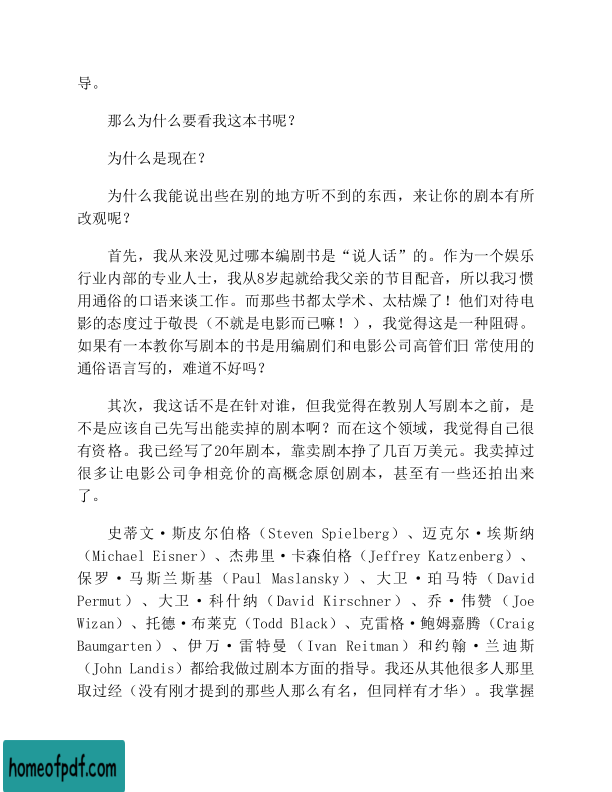 导。
那么为什么要看我这本书呢？
为什么是现在？
为什么我能说出些在别的地方听不到的东西，来让你的剧本有所
改观呢？
首先，我从来没见过哪本编剧书是“说人话”的。作为一个娱乐
行业内部的专业人士，我从8岁起就给我父亲的节目配音，所以我习惯
用通俗的口语来谈工作。而那些书都太学术、太枯燥了！他们对待电
影的态度过于敬畏（不就是电影而已嘛！），我觉得这是一种阻碍。
如果有一本教你写剧本的书是用编剧们和电影公司高管们日常使用的
通俗语言写的，难道不好吗？
其次，我这话不是在针对谁，但我觉得在教别人写剧本之前，是
不是应该自己先写出能卖掉的剧本啊？而在这个领域，我觉得自己很
有资格。我已经写了20年剧本，靠卖剧本挣了几百万美元。我卖掉过
很多让电影公司争相竞价的高概念原创剧本，甚至有一些还拍出来
了。
史蒂文·斯皮尔伯格（Steven Spielberg）、迈克尔·埃斯纳
（Michael Eisner）、杰弗里·卡森伯格（Jeffrey Katzenberg）、
保罗·马斯兰斯基（Paul Maslansky）、大卫·珀马特（David
Permut）、大卫·科什纳（David Kirschner）、乔·伟赞（Joe
Wizan）、托德·布莱克（Todd Black）、克雷格·鲍姆嘉腾（Craig
Baumgarten）、伊万·雷特曼（Ivan Reitman）和约翰·兰迪斯
（John Landis）都给我做过剧本方面的指导。我还从其他很多人那里
取过经（没有刚才提到的那些人那么有名，但同样有才华）。我掌握
homeofpdf.com